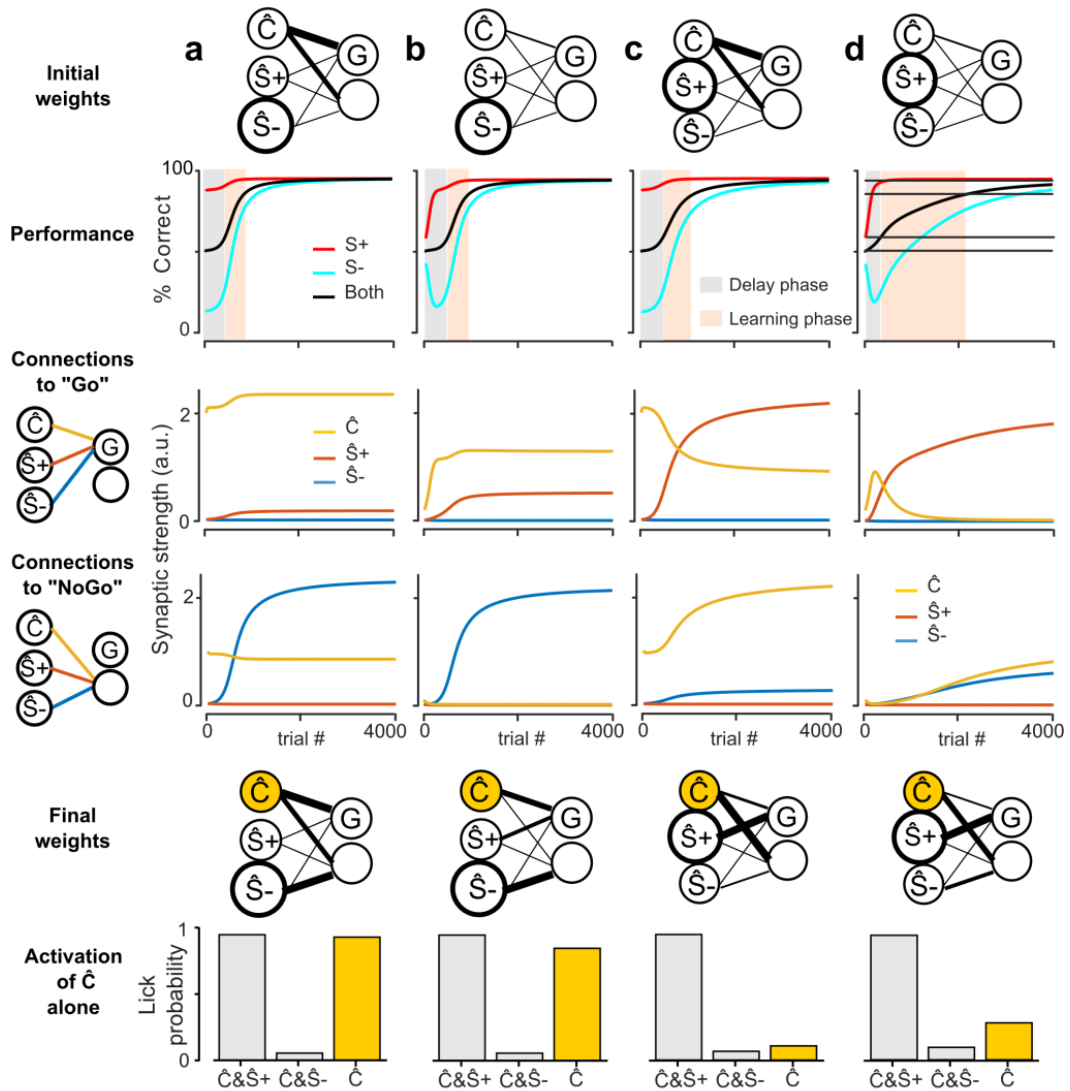 a b c d
Initial
weights
Ĉ G Ĉ G Ĉ G Ĉ G
Ŝ+ Ŝ+ Ŝ+ Ŝ+
Ŝ- Ŝ- Ŝ- Ŝ-
Performance
% Correct
100
0
S+
S-
Both
Delay phase
Learning phase
Connections
to "Go"
Ĉ
Ŝ+ G
Ŝ-
Synaptic strength (a.u.)
2
0
Ĉ
Ŝ+
Ŝ-
Connections
to "NoGo"
Ĉ G
Ŝ+
Ŝ-
2
0
Ĉ
Ŝ+
Ŝ-
0 4000 0 4000 0 4000 0 4000
trial # trial # trial # trial #
Final
weights
Ĉ G Ĉ G Ĉ G Ĉ G
Ŝ+ Ŝ+ Ŝ+ Ŝ+
Ŝ- Ŝ- Ŝ- Ŝ-
Activation
of Ĉ
alone
Lick
probability
1
0
Ĉ&Ŝ+ Ĉ&Ŝ- Ĉ Ĉ&Ŝ+ Ĉ&Ŝ- Ĉ Ĉ&Ŝ+ Ĉ&Ŝ- Ĉ Ĉ&Ŝ+ Ĉ&Ŝ- Ĉ